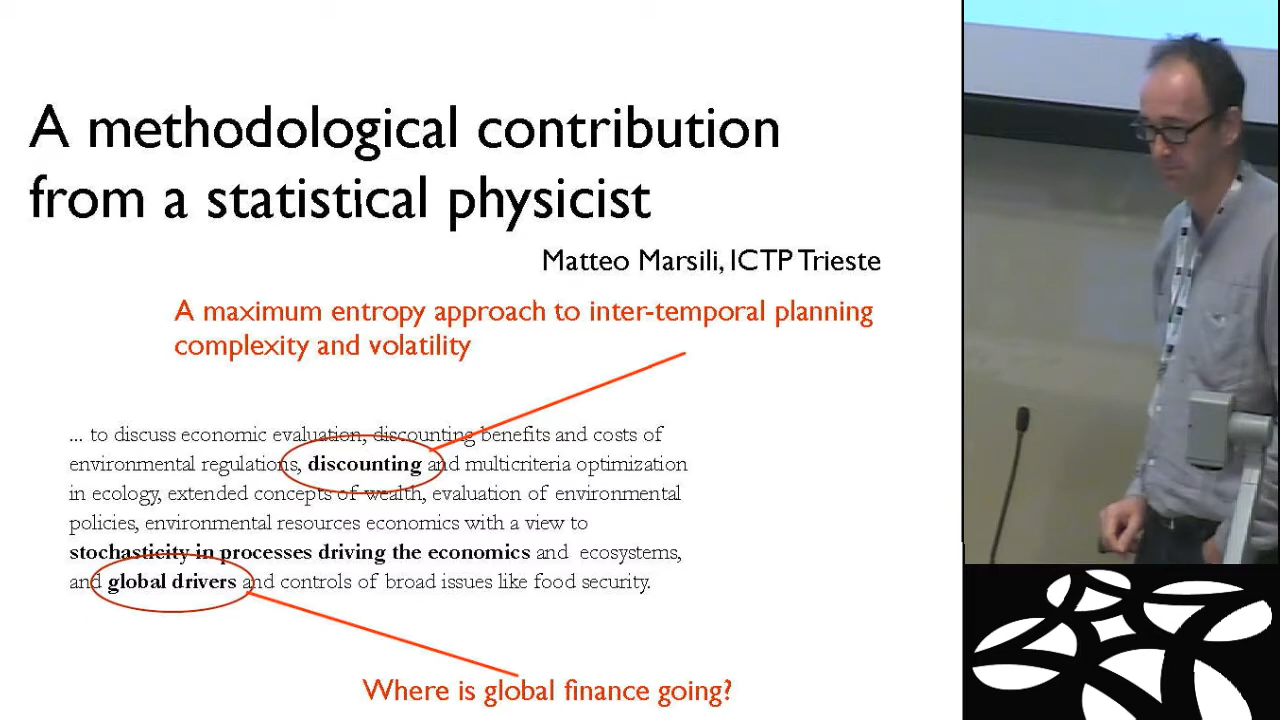 A methodological contribution
from a statistical physicist
Matteo Marsili, ICTP Trieste
A maximum entropy approach to inter-temporal planning
complexity and volatility
... to discuss economic evaluation, discounting benefits and costs of
environmental regulations, discounting and multicriteria optimization
in ecology, extended concepts of wealth, evaluation of environmental
policies, environmental resources economics with a view to
stochasticity in processes driving the economics and ecosystems,
and global drivers and controls of broad issues like food security.
Where is global finance going?